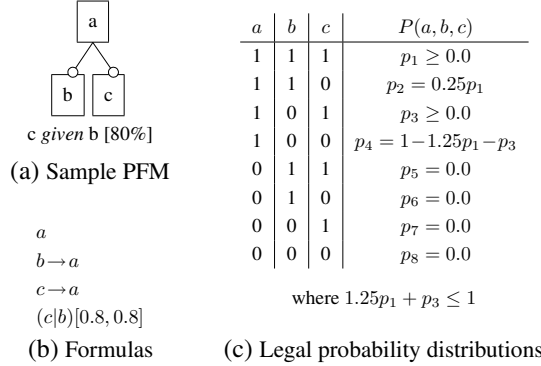 a
b c
c given b [80%]
(a) Sample PFM
a
b→a
c→a
(c|b)[0.8, 0.8]
(b) Formulas
a b c P(a, b, c)
1 1 1 p₁ ≥ 0.0
1 1 0 p₂ = 0.25p₁
1 0 1 p₃ ≥ 0.0
1 0 0 p₄ = 1−1.25p₁−p₃
0 1 1 p₅ = 0.0
0 1 0 p₆ = 0.0
0 0 1 p₇ = 0.0
0 0 0 p₈ = 0.0
where 1.25p₁ + p₃ ≤ 1
(c) Legal probability distributions